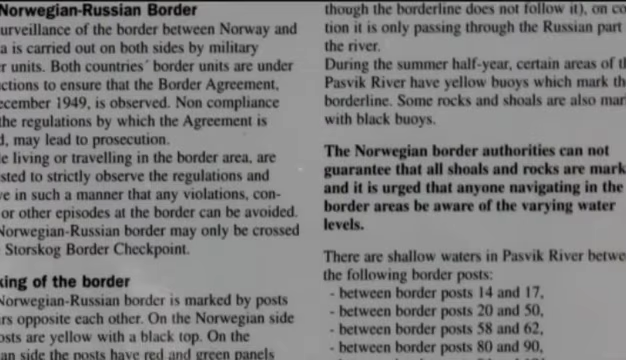 Norwegian-Russian Border
urveillance of the border between Norway and
a is carried out on both sides by military
r units. Both countries´ border units are under
ctions to ensure that the Border Agreement,
ecember 1949, is observed. Non compliance
the regulations by which the Agreement is
d, may lead to prosecution.
e living or travelling in the border area, are
sted to strictly observe the regulations and
ve in such a manner that any violations, con-
or other episodes at the border can be avoided.
Norwegian-Russian border may only be crossed
Storskog Border Checkpoint.
king of the border
Norwegian-Russian border is marked by posts
rs opposite each other. On the Norwegian side
osts are yellow with a black top. On the
an side the posts have red and green panels
though the borderline does not follow it), on co
tion it is only passing through the Russian part
the river.
During the summer half-year, certain areas of t
Pasvik River have yellow buoys which mark th
borderline. Some rocks and shoals are also mar
with black buoys.
The Norwegian border authorities can not
guarantee that all shoals and rocks are mark
and it is urged that anyone navigating in the
border areas be aware of the varying water
levels.
There are shallow waters in Pasvik River betwe
the following border posts:
- between border posts 14 and 17,
- between border posts 20 and 50,
- between border posts 58 and 62,
- between border posts 80 and 90,